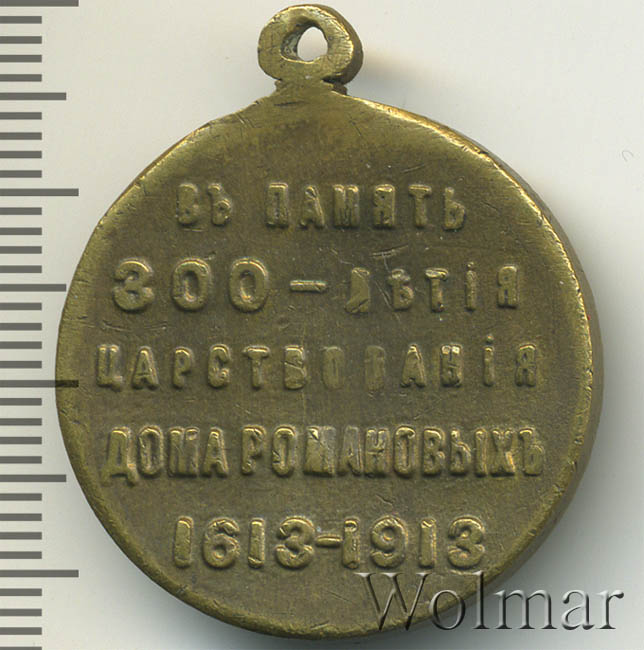 ВЪ ПАМЯТЬ
300-ЛѢТІЯ
ЦАРСТВОВАНІЯ
ДОМА РОМАНОВЫХЪ
1613-1913
Wolmar